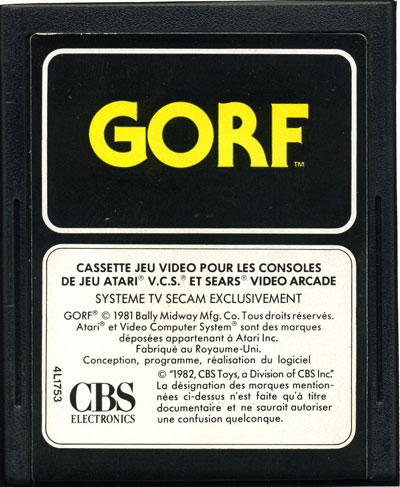 GORF™
CASSETTE JEU VIDEO POUR LES CONSOLES
DE JEU ATARI® V.C.S.® ET SEARS® VIDEO ARCADE
SYSTEME TV SECAM EXCLUSIVEMENT
GORF® © 1981 Bally Midway Mfg. Co. Tous droits réservés.
Atari® et Video Computer System® sont des marques
déposées appartenant à Atari Inc.
Fabriqué au Royaume-Uni.
Conception, programme, réalisation du logiciel
© "1982, CBS Toys, a Division of CBS Inc."
La désignation des marques mention-
nées ci-dessus n'est faite qu'à titre
documentaire et ne saurait autoriser
une confusion quelconque.
4L1753
CBS
ELECTRONICS